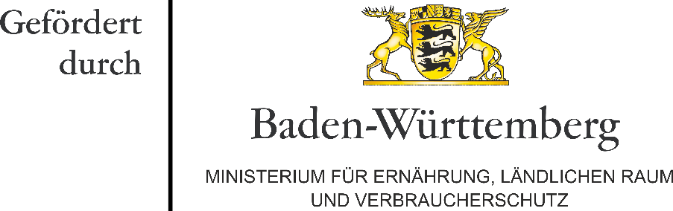 Gefördert
durch
Baden-Württemberg
MINISTERIUM FÜR ERNÄHRUNG, LÄNDLICHEN RAUM
UND VERBRAUCHERSCHUTZ